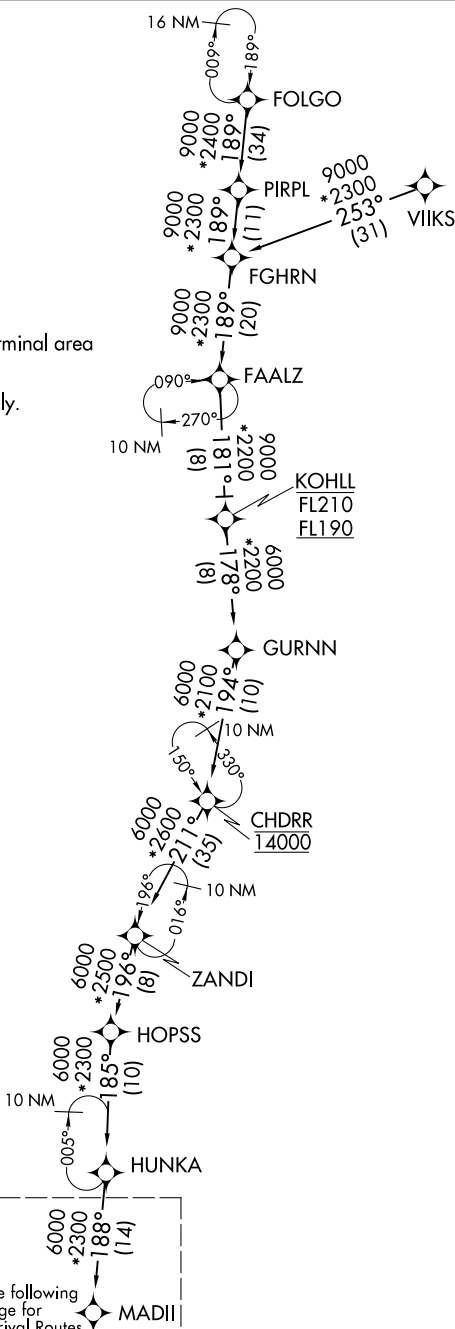 16 NM
009°
189°
FOLGO
9000
*2400
189°
(34)
PIRPL
9000
*2300
253°
(31)
VIIKS
9000
*2300
189°
(11)
FGHRN
9000
*2300
189°
(20)
rminal area
FAALZ
090°
270°
ly.
10 NM
9000
*2200
181°
(8)
KOHLL
FL210
FL190
6000
*2200
178°
(8)
GURNN
6000
*2100
194°
(10)
10 NM
150°
330°
CHDRR
14000
6000
*2600
211°
(35)
196°
016°
10 NM
ZANDI
6000
*2500
196°
(8)
HOPSS
6000
*2300
185°
(10)
10 NM
005°
HUNKA
6000
*2300
188°
(14)
e following
ge for
MADII
rival Routes